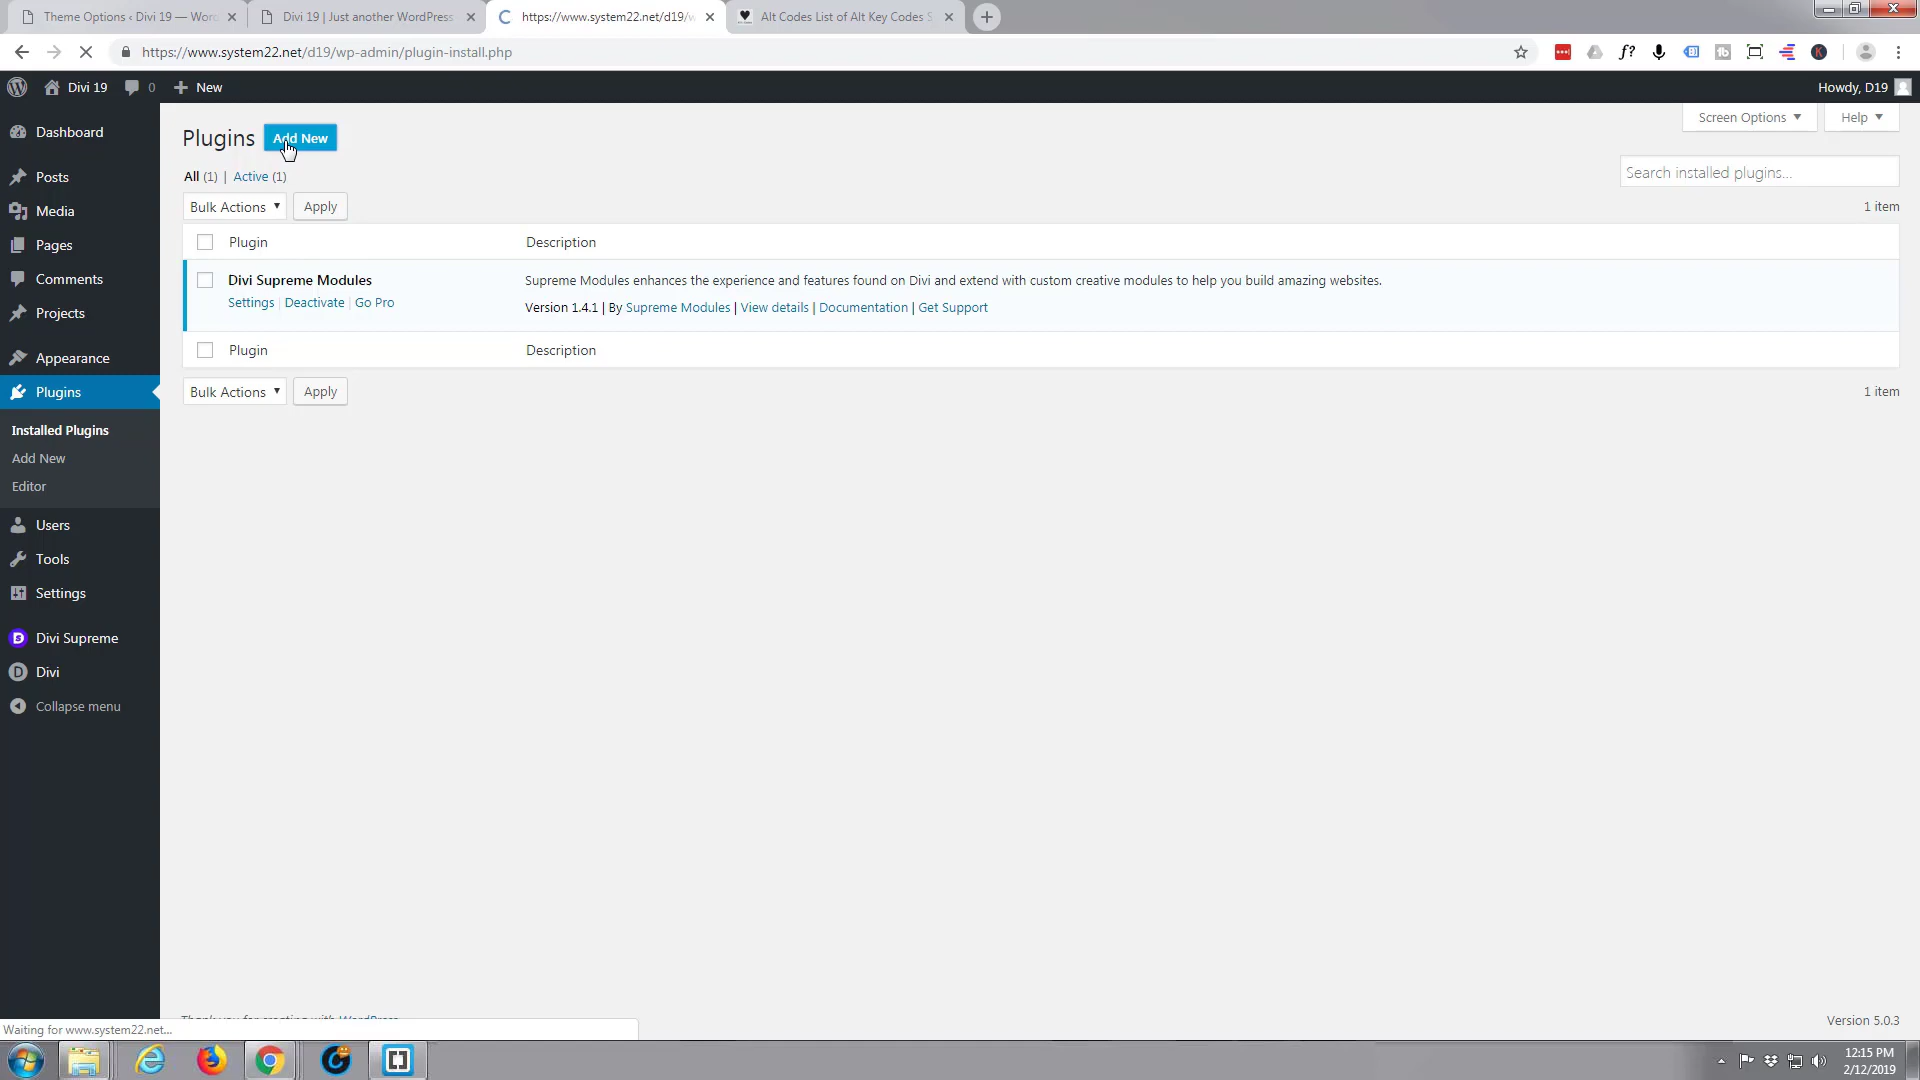 Theme Options ‹ Divi 19 — Wor
Divi 19 | Just another WordPress
https://www.system22.net/d19/w
Alt Codes List of Alt Key Codes S
https://www.system22.net/d19/wp-admin/plugin-install.php
Divi 19
0
New
Howdy, D19
Dashboard
Posts
Media
Pages
Comments
Projects
Appearance
Plugins
Installed Plugins
Add New
Editor
Users
Tools
Settings
Divi Supreme
Divi
Collapse menu
Plugins
Add New
Screen Options
Help
All (1) | Active (1)
Search installed plugins...
Bulk Actions
Apply
1 item
Plugin
Description
Divi Supreme Modules
Settings | Deactivate | Go Pro
Supreme Modules enhances the experience and features found on Divi and extend with custom creative modules to help you build amazing websites.
Version 1.4.1 | By Supreme Modules | View details | Documentation | Get Support
Plugin
Description
Bulk Actions
Apply
1 item
Thank you for creating with WordPress
Version 5.0.3
Waiting for www.system22.net...
12:15 PM
2/12/2019